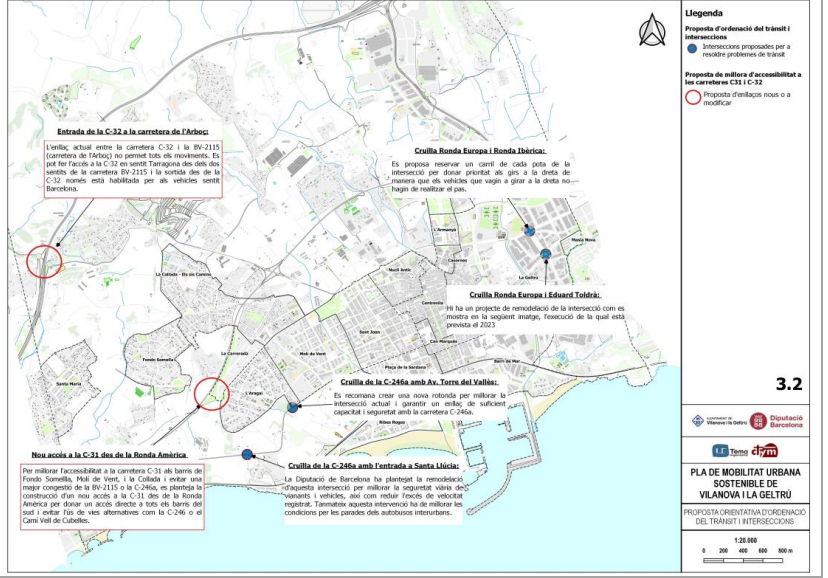 Entrada de la C-32 a la carretera de l'Arboç:
L'enllaç actual entre la carretera C-32 i la BV-2115
(carretera de l'Arboç) no permet tots els moviments. Es
pot fer l'accés a la C-32 en sentit Tarragona des dels dos
sentits de la carretera BV-2115 i la sortida des de la
C-32 només està habilitada per als vehicles sentit
Barcelona.
Cruïlla Ronda Europa i Ronda Ibèrica:
Es proposa reservar un carril de cada pota de la
intersecció per donar prioritat als girs a la dreta de
manera que els vehicles que vagin a girar a la dreta no
hagin de realitzar el pas.
L'Armanyà
Masia Nova
Casernes
La Geltrú
Nucli Antic
La Collada - Els sis Camins
Cruïlla Ronda Europa i Eduard Toldrà:
Hi ha un projecte de remodelació de la intersecció com es
mostra en la següent imatge, l'execució de la qual està
prevista el 2023
Centrevila
Sant Joan
Can Marquès
Baix a Mar
La Carrerada
Molí de Vent
Plaça de la Sardana
Fondo Somella
Santa Maria
L'Aragai
Cruïlla de la C-246a amb Av. Torre del Vallès:
Es recomana crear una nova rotonda per millorar la
intersecció actual i garantir un enllaç de suficient
capacitat i seguretat amb la carretera C-246a.
Ribes Roges
Nou accés a la C-31 des de la Ronda Amèrica
Per millorar l'accessibilitat a la carretera C-31 als barris de
Fondo Somellla, Molí de Vent, i la Collada i evitar una
major congestió de la BV-2115 o la C-246a, es planteja la
construcció d'un nou accés a la C-31 des de la Ronda
Amèrica per donar un accés directe a tots els barris del
sud i evitar l'ús de vies alternatives com la C-246 o el
Camí Vell de Cubelles.
Cruïlla de la C-246a amb l'entrada a Santa Llúcia:
La Diputació de Barcelona ha plantejat la remodelació
d'aquesta intersecció per millorar la seguretat viària de
vianants i vehicles, així com reduir l'excés de velocitat
registrat. Tanmateix aquesta intervenció ha de millorar les
condicions per les parades dels autobusos interurbans.
Llegenda
Proposta d'ordenació del trànsit i
interseccions
Interseccions proposades per a
resoldre problemes de trànsit
Proposta de millora d'accessibilitat a
les carreteres C31 i C-32
Proposta d'enllaços nous o a
modificar
3.2
AJUNTAMENT DE
Vilanova i la Geltrú
Diputació
Barcelona
Tema
dfym
PLA DE MOBILITAT URBANA
SOSTENIBLE DE
VILANOVA I LA GELTRÚ
PROPOSTA ORIENTATIVA D'ORDENACIÓ
DEL TRÀNSIT I INTERSECCIONS
1:20.000
0 200 400 600 800 m